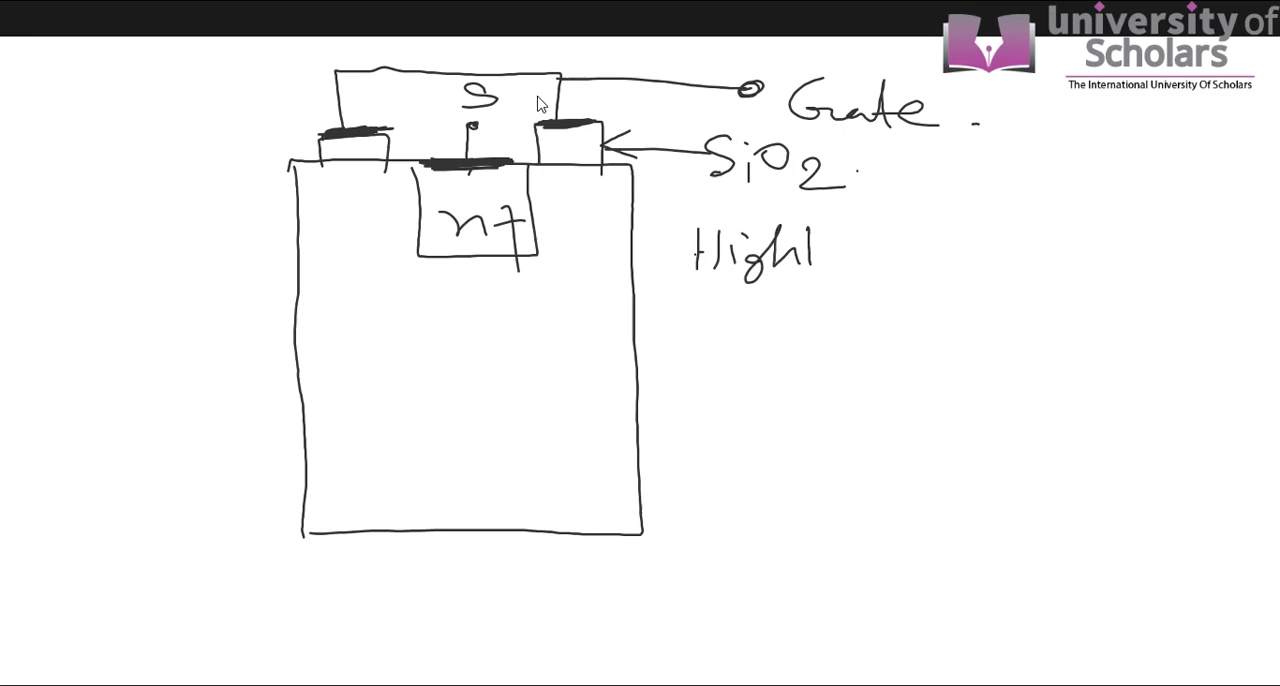 University of
Scholars
The International University Of Scholars
S
Gate.
SiO2.
n+
High